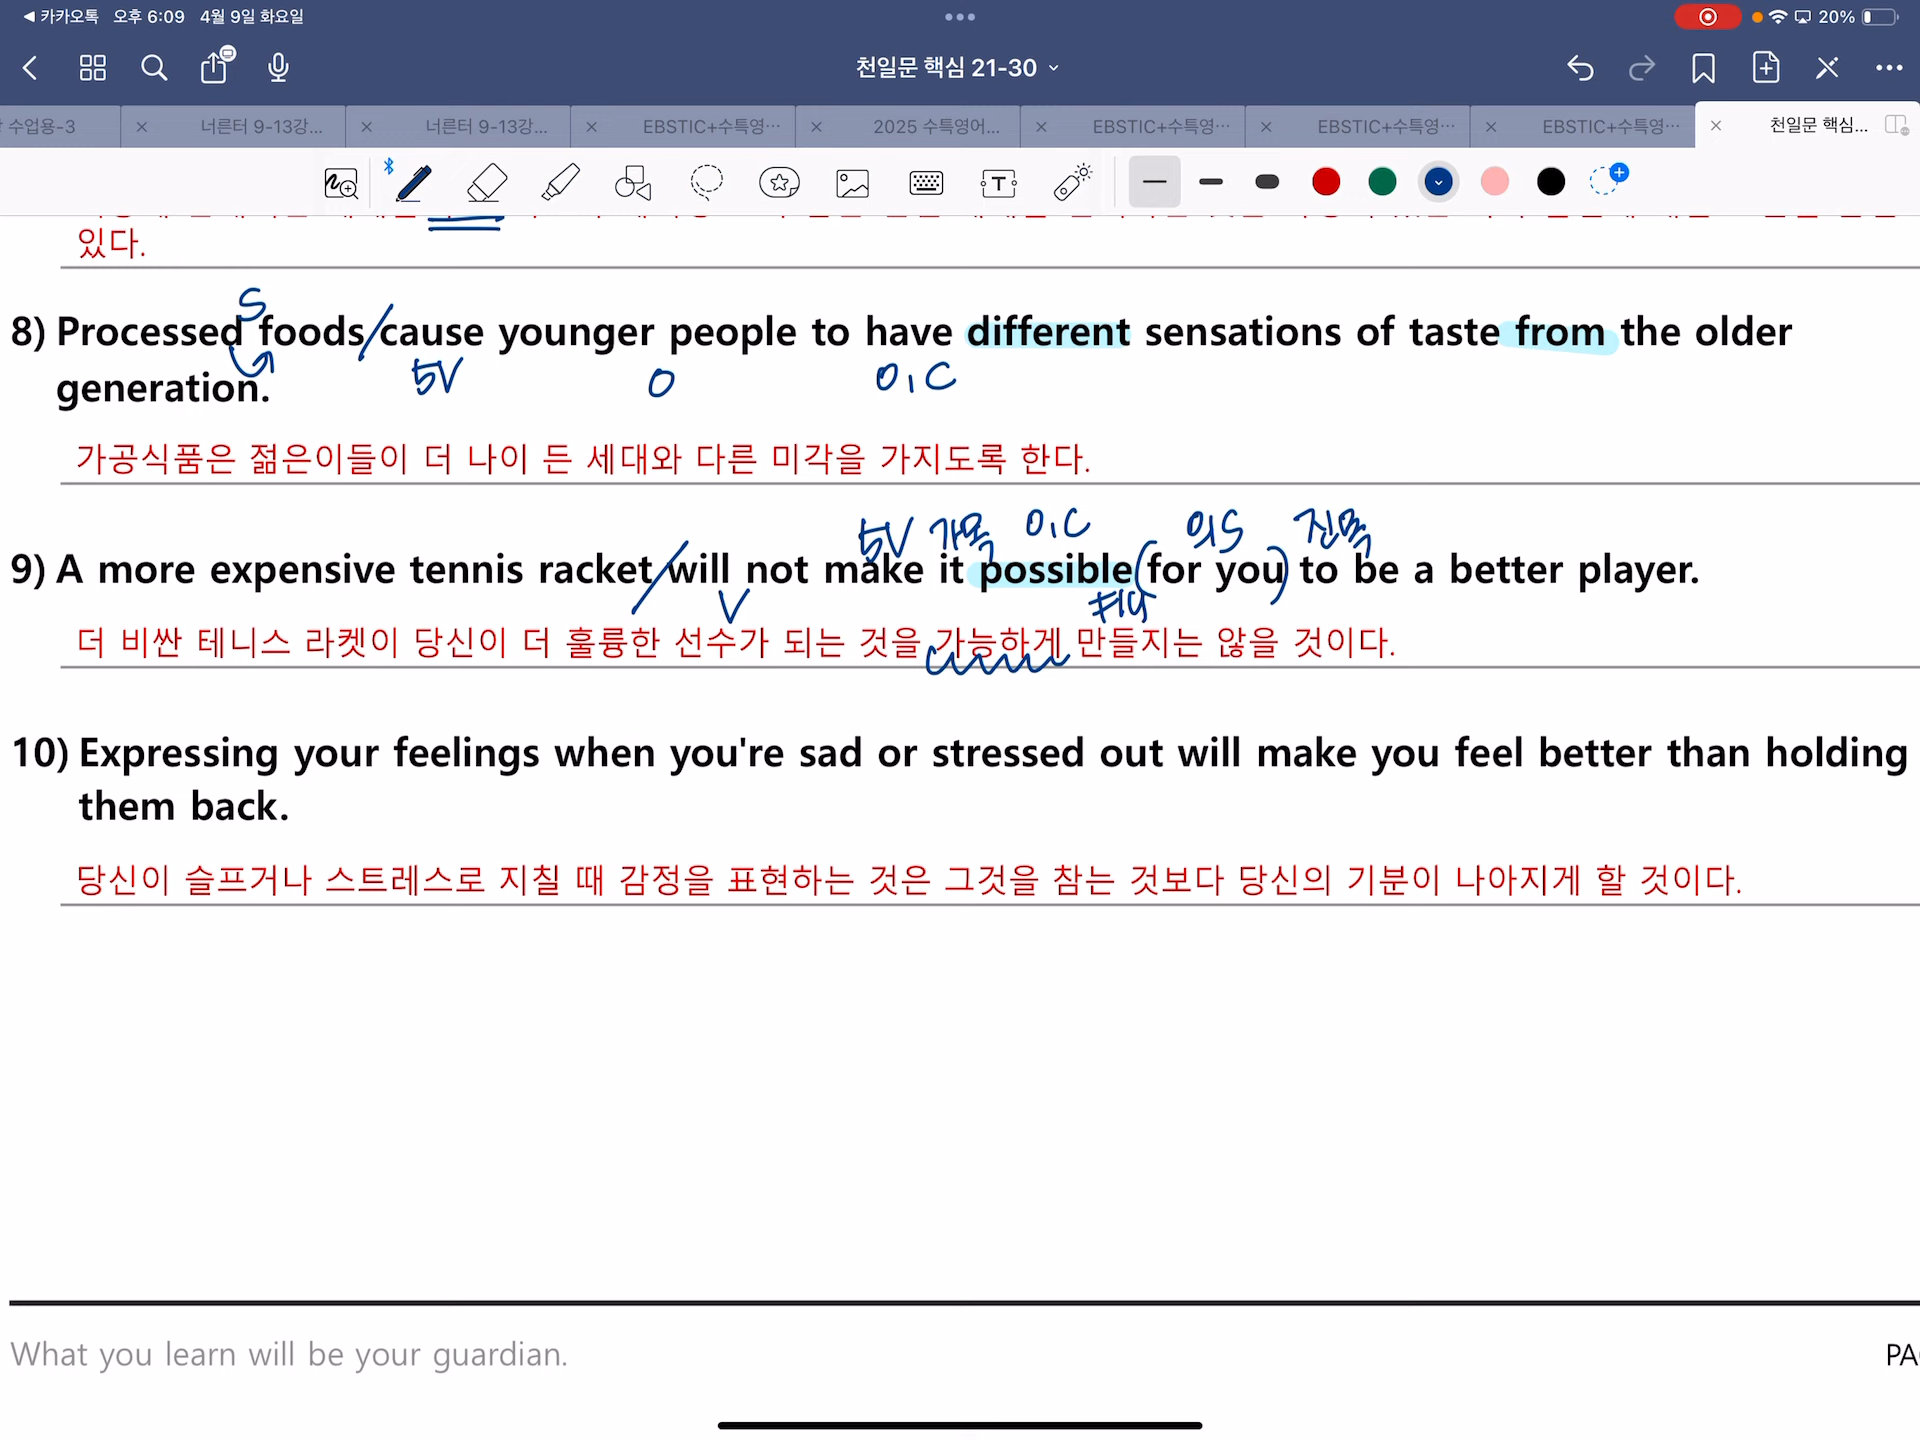 카카오톡 오후 6:09 4월 9일 화요일 20%
천일문 핵심 21-30
수업용-3 너른터 9-13강... 너른터 9-13강... EBSTIC+수특영... 2025 수특영어... EBSTIC+수특영... EBSTIC+수특영... EBSTIC+수특영... 천일문 핵심...
있다.
S
8) Processed foods/cause younger people to have different sensations of taste from the older
generation.
5V O O,C
가공식품은 젊은이들이 더 나이 든 세대와 다른 미각을 가지도록 한다.
5V 가목 O,C 의S 진목
9) A more expensive tennis racket/will not make it possible(for you) to be a better player.
V
더 비싼 테니스 라켓이 당신이 더 훌륭한 선수가 되는 것을 가능하게 만들지는 않을 것이다.
10) Expressing your feelings when you're sad or stressed out will make you feel better than holding
them back.
당신이 슬프거나 스트레스로 지칠 때 감정을 표현하는 것은 그것을 참는 것보다 당신의 기분이 나아지게 할 것이다.
What you learn will be your guardian.